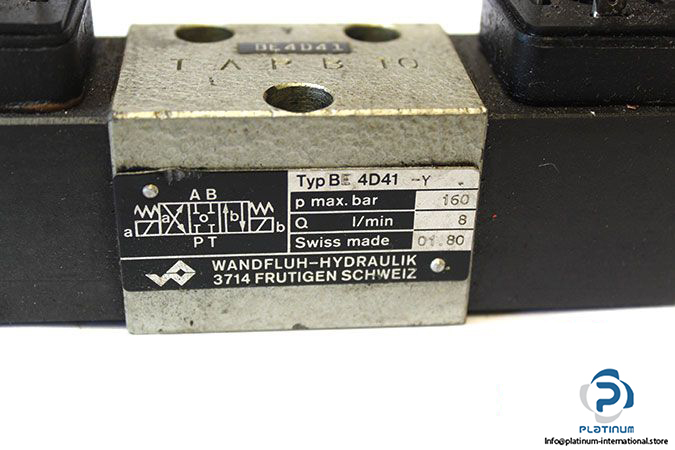 BE4D41
T A P B 10
Typ BE 4D41 -Y
A B
p max. bar 160
a a o b b
Q l/min 8
P T
Swiss made 01.80
WANDFLUH-HYDRAULIK
3714 FRUTIGEN SCHWEIZ
PLATINUM
Info@platinum-international.store